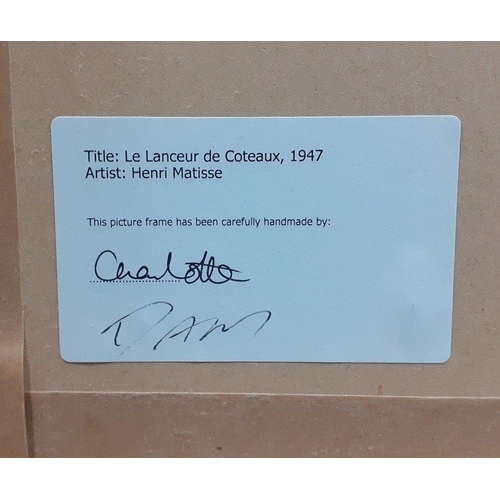 Title: Le Lanceur de Coteaux, 1947
Artist: Henri Matisse
This picture frame has been carefully handmade by:
Charlotte